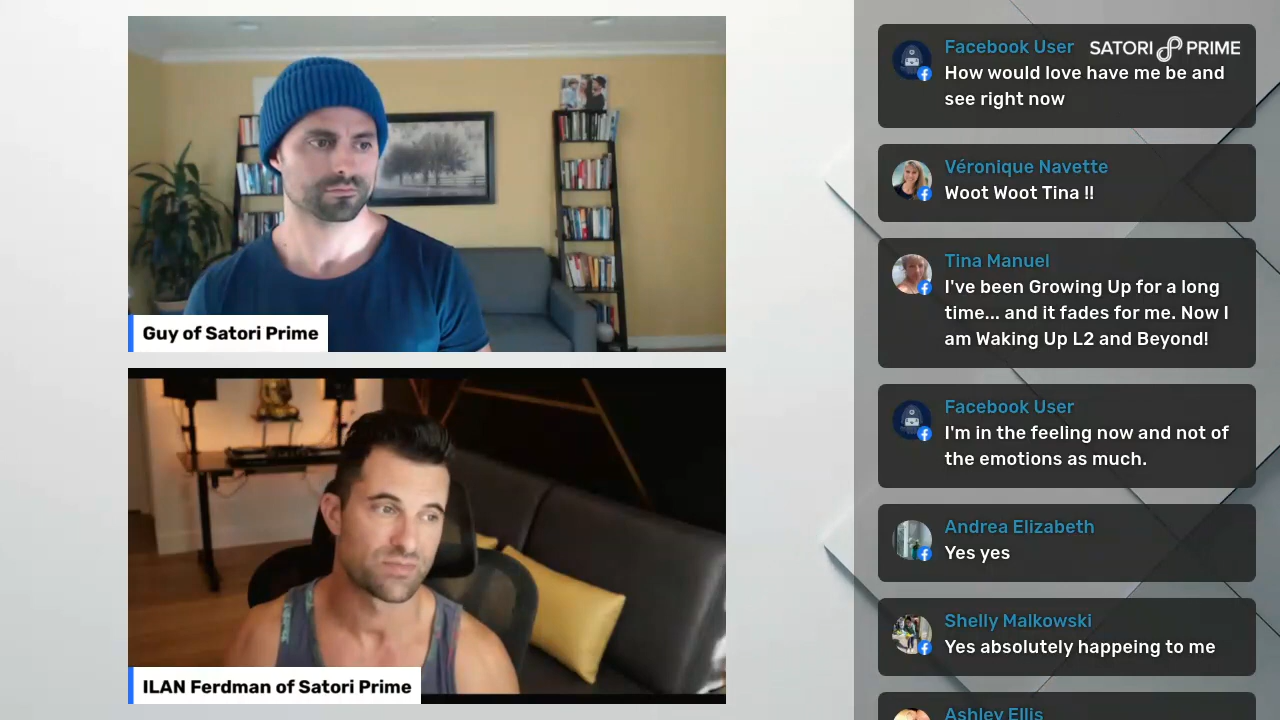 Guy of Satori Prime
ILAN Ferdman of Satori Prime
SATORI PRIME
Facebook User
How would love have me be and
see right now
Véronique Navette
Woot Woot Tina !!
Tina Manuel
I've been Growing Up for a long
time... and it fades for me. Now I
am Waking Up L2 and Beyond!
Facebook User
I'm in the feeling now and not of
the emotions as much.
Andrea Elizabeth
Yes yes
Shelly Malkowski
Yes absolutely happeing to me
Ashley Ellis